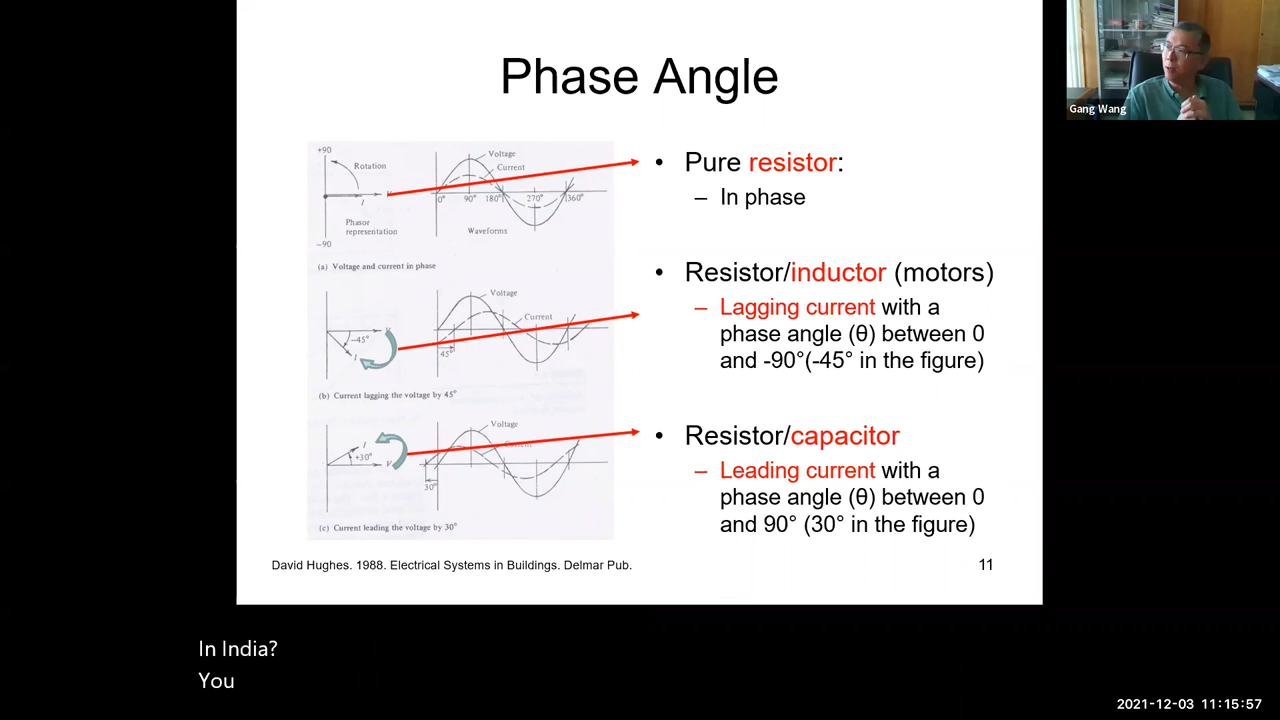 Phase Angle
Gang Wang
+90
Rotation
V
I
Phasor
representation
−90
Voltage
Current
0° 90° 180° 270° 360°
Waveforms
(a) Voltage and current in phase
V
−45°
I
Voltage
Current
45°
(b) Current lagging the voltage by 45°
I
+30°
V
Voltage
Current
30°
(c) Current leading the voltage by 30°
• Pure resistor:
– In phase
• Resistor/inductor (motors)
– Lagging current with a
phase angle (θ) between 0
and -90°(-45° in the figure)
• Resistor/capacitor
– Leading current with a
phase angle (θ) between 0
and 90° (30° in the figure)
David Hughes. 1988. Electrical Systems in Buildings. Delmar Pub.
11
In India?
You
2021-12-03 11:15:57